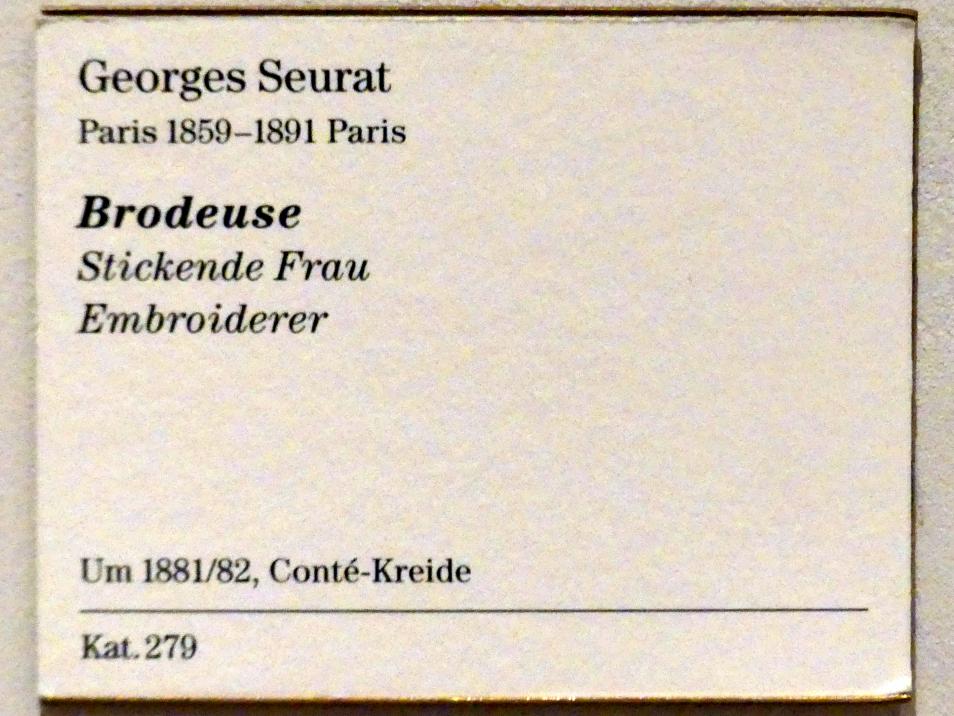 Georges Seurat
Paris 1859–1891 Paris
Brodeuse
Stickende Frau
Embroiderer
Um 1881/82, Conté-Kreide
Kat. 279